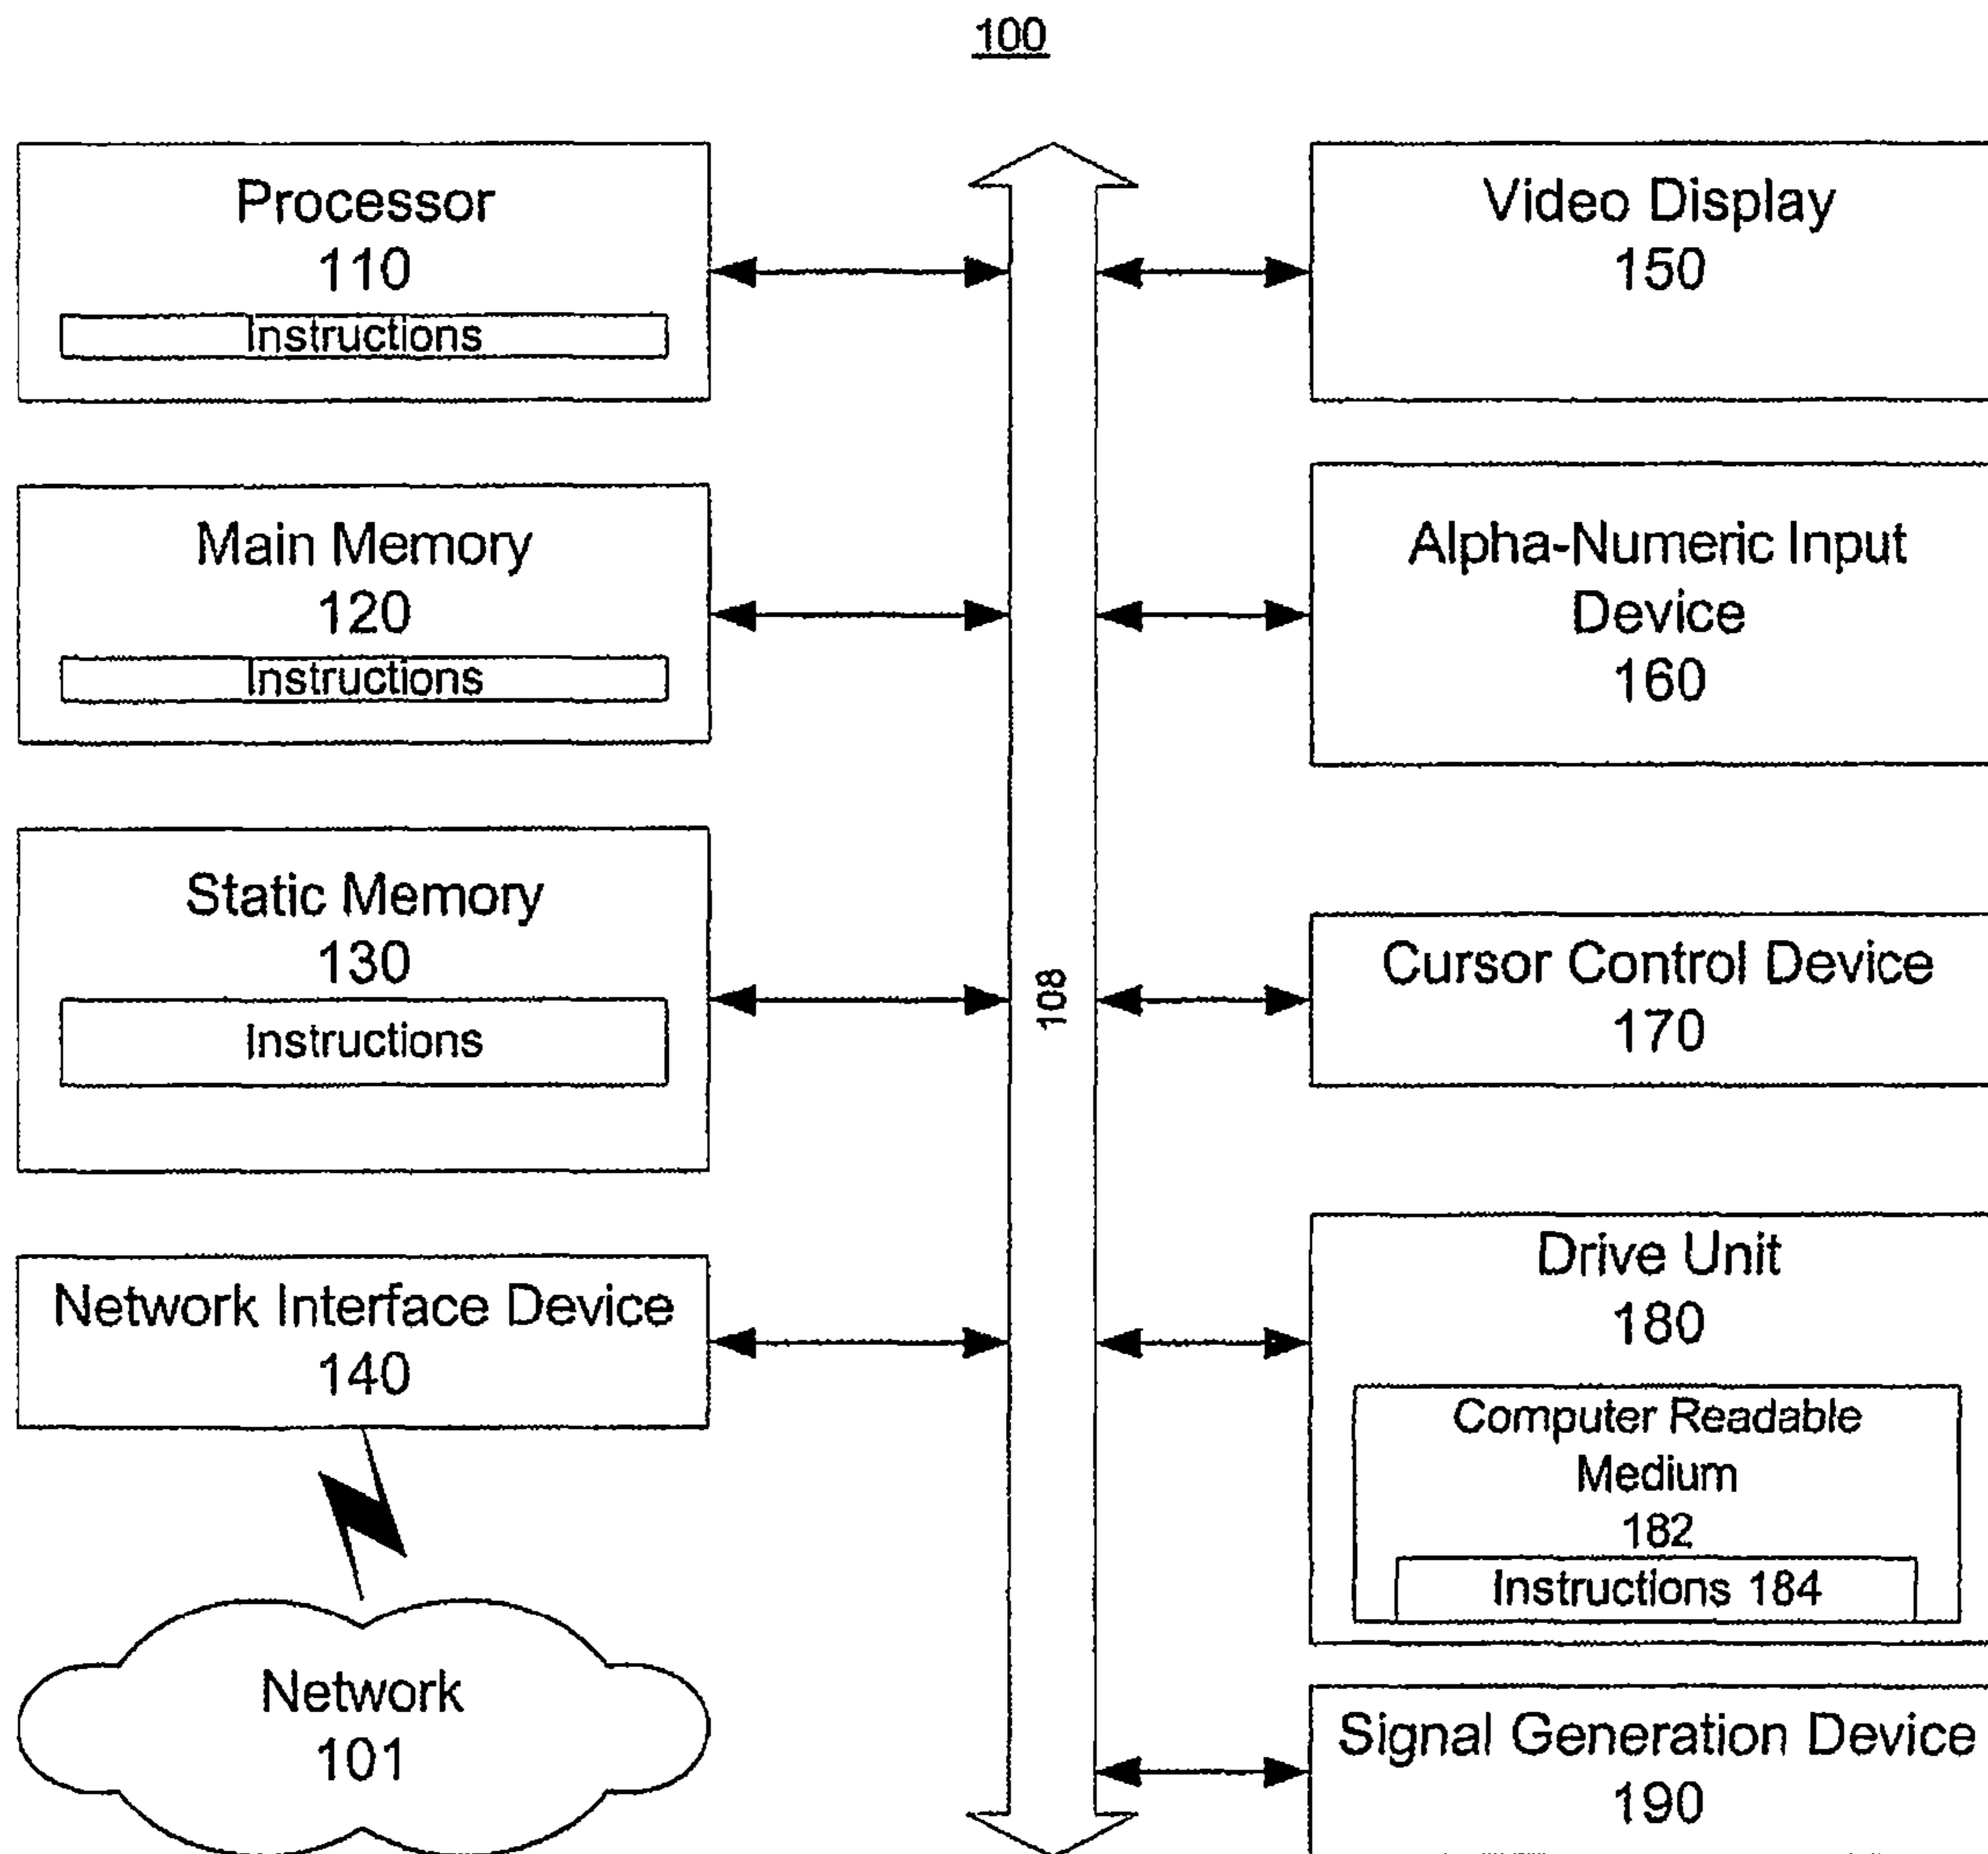 100
Processor
110
Instructions
Main Memory
120
Instructions
Static Memory
130
Instructions
Network Interface Device
140
Network
101
108
Video Display
150
Alpha-Numeric Input
Device
160
Cursor Control Device
170
Drive Unit
180
Computer Readable
Medium
182
Instructions 184
Signal Generation Device
190